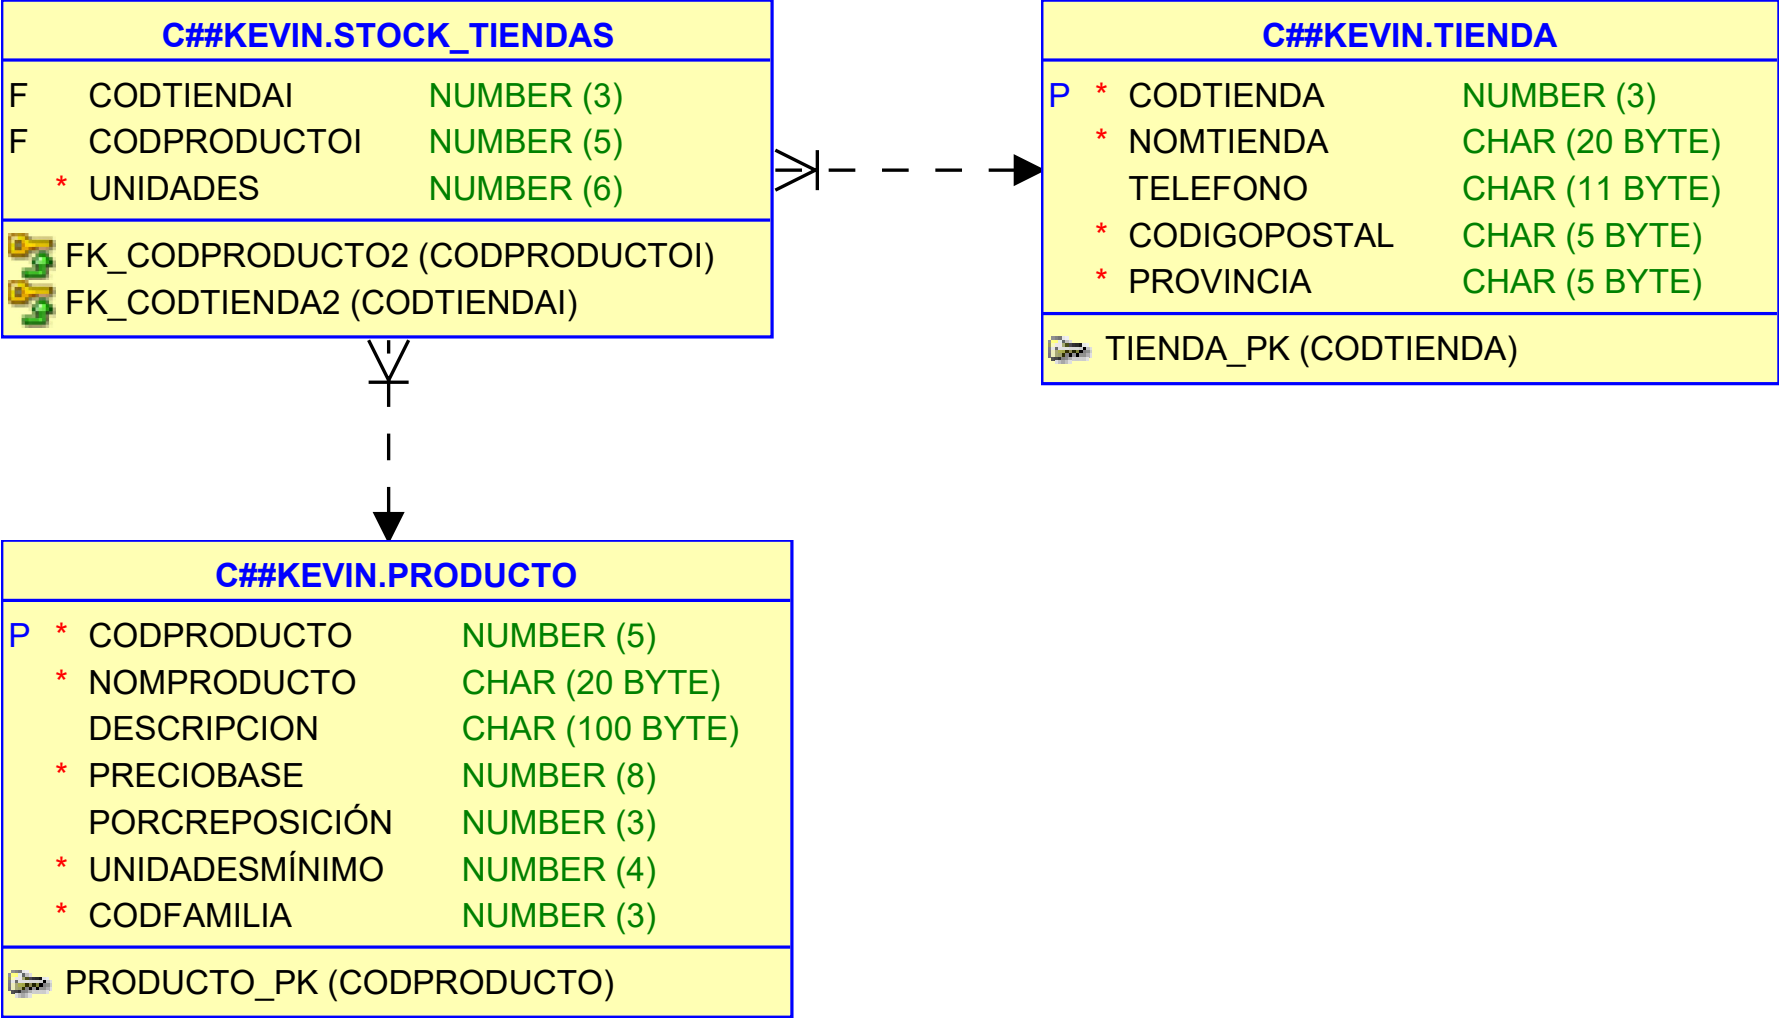 C##KEVIN.STOCK_TIENDAS
F CODTIENDAI NUMBER (3)
F CODPRODUCTOI NUMBER (5)
* UNIDADES NUMBER (6)
FK_CODPRODUCTO2 (CODPRODUCTOI)
FK_CODTIENDA2 (CODTIENDAI)
C##KEVIN.TIENDA
P * CODTIENDA NUMBER (3)
* NOMTIENDA CHAR (20 BYTE)
TELEFONO CHAR (11 BYTE)
* CODIGOPOSTAL CHAR (5 BYTE)
* PROVINCIA CHAR (5 BYTE)
TIENDA_PK (CODTIENDA)
C##KEVIN.PRODUCTO
P * CODPRODUCTO NUMBER (5)
* NOMPRODUCTO CHAR (20 BYTE)
DESCRIPCION CHAR (100 BYTE)
* PRECIOBASE NUMBER (8)
PORCREPOSICIÓN NUMBER (3)
* UNIDADESMÍNIMO NUMBER (4)
* CODFAMILIA NUMBER (3)
PRODUCTO_PK (CODPRODUCTO)